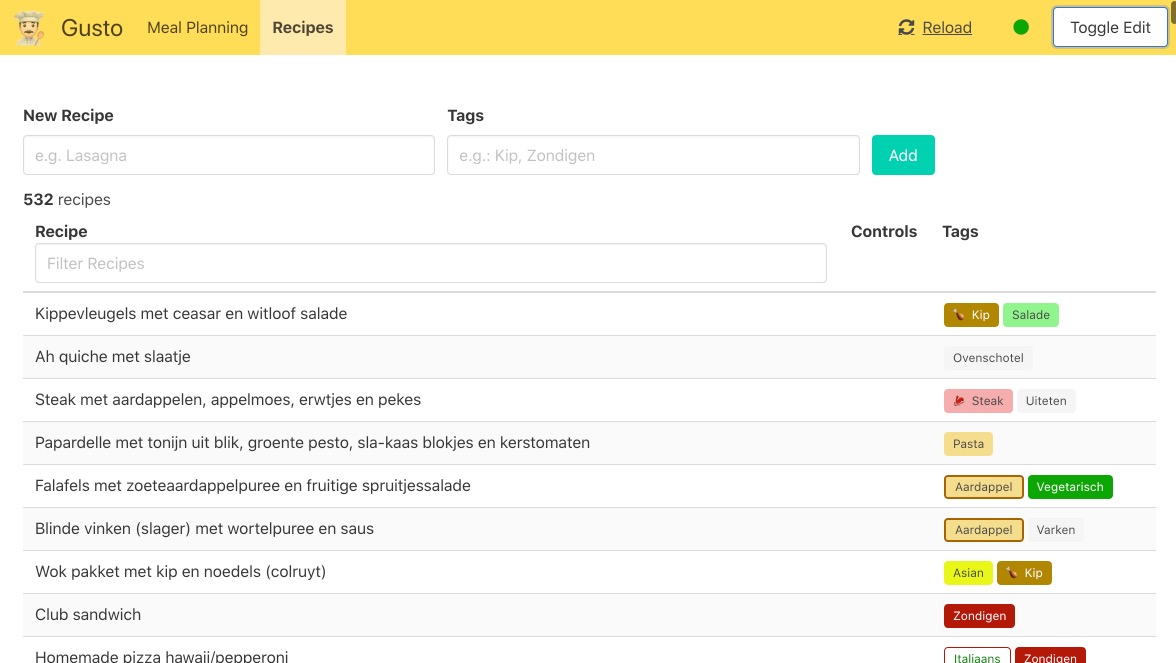 Gusto Meal Planning Recipes Reload Toggle Edit
New Recipe Tags
e.g. Lasagna e.g.: Kip, Zondigen Add
532 recipes
Recipe Controls Tags
Filter Recipes
Kippevleugels met ceasar en witloof salade Kip Salade
Ah quiche met slaatje Ovenschotel
Steak met aardappelen, appelmoes, erwtjes en pekes Steak Uiteten
Papardelle met tonijn uit blik, groente pesto, sla-kaas blokjes en kerstomaten Pasta
Falafels met zoeteaardappelpuree en fruitige spruitjessalade Aardappel Vegetarisch
Blinde vinken (slager) met wortelpuree en saus Aardappel Varken
Wok pakket met kip en noedels (colruyt) Asian Kip
Club sandwich Zondigen
Homemade pizza hawaii/pepperoni Italiaans Zondigen